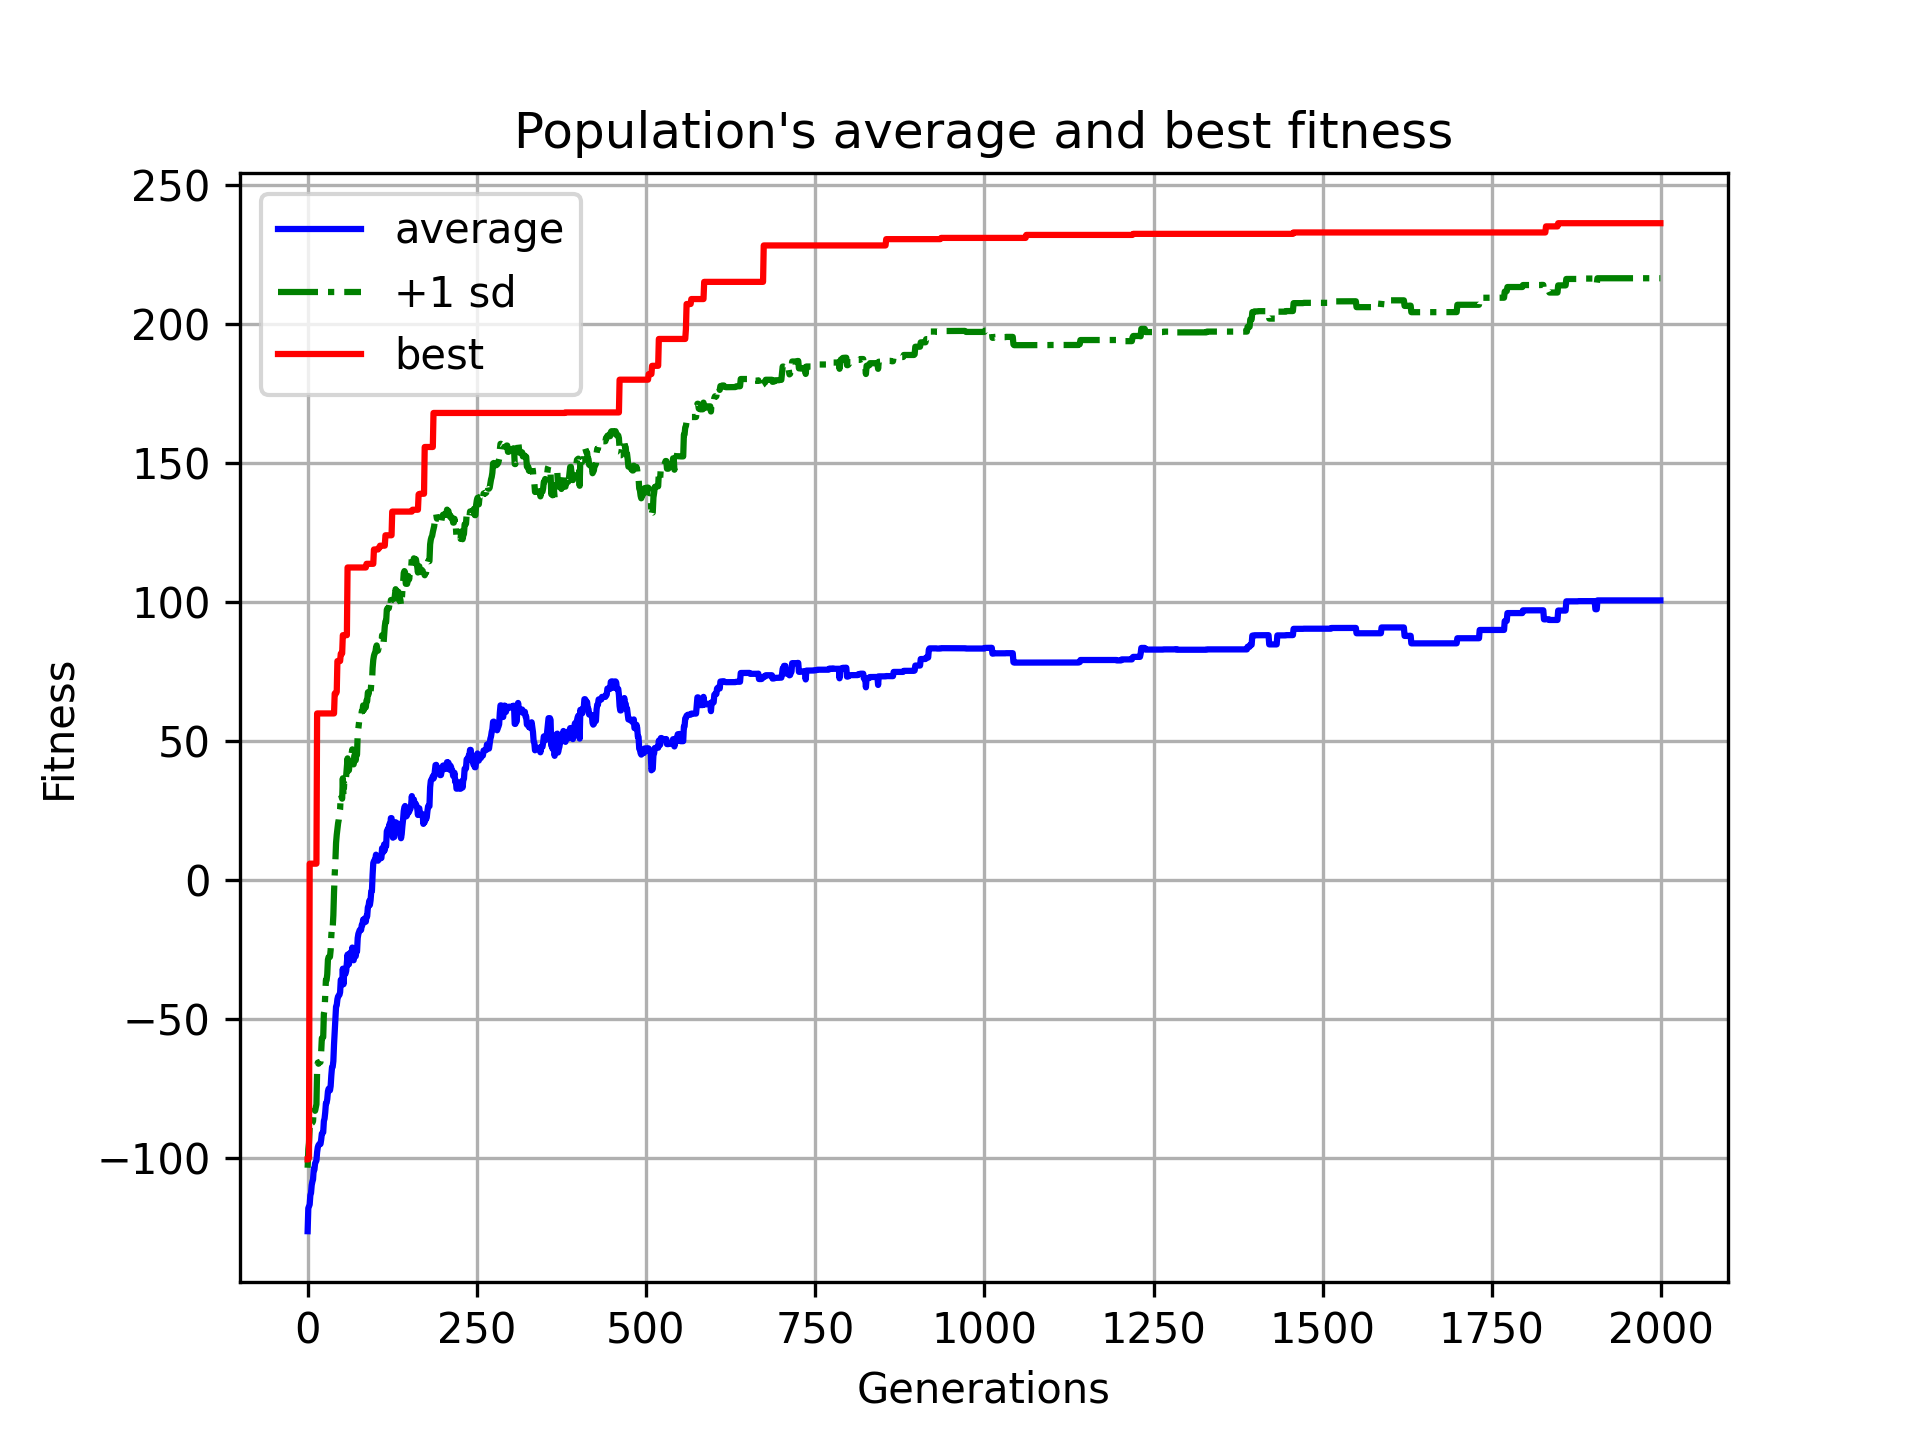 Population's average and best fitness
average
+1 sd
best
250
200
150
100
50
0
−50
−100
Fitness
0 250 500 750 1000 1250 1500 1750 2000
Generations